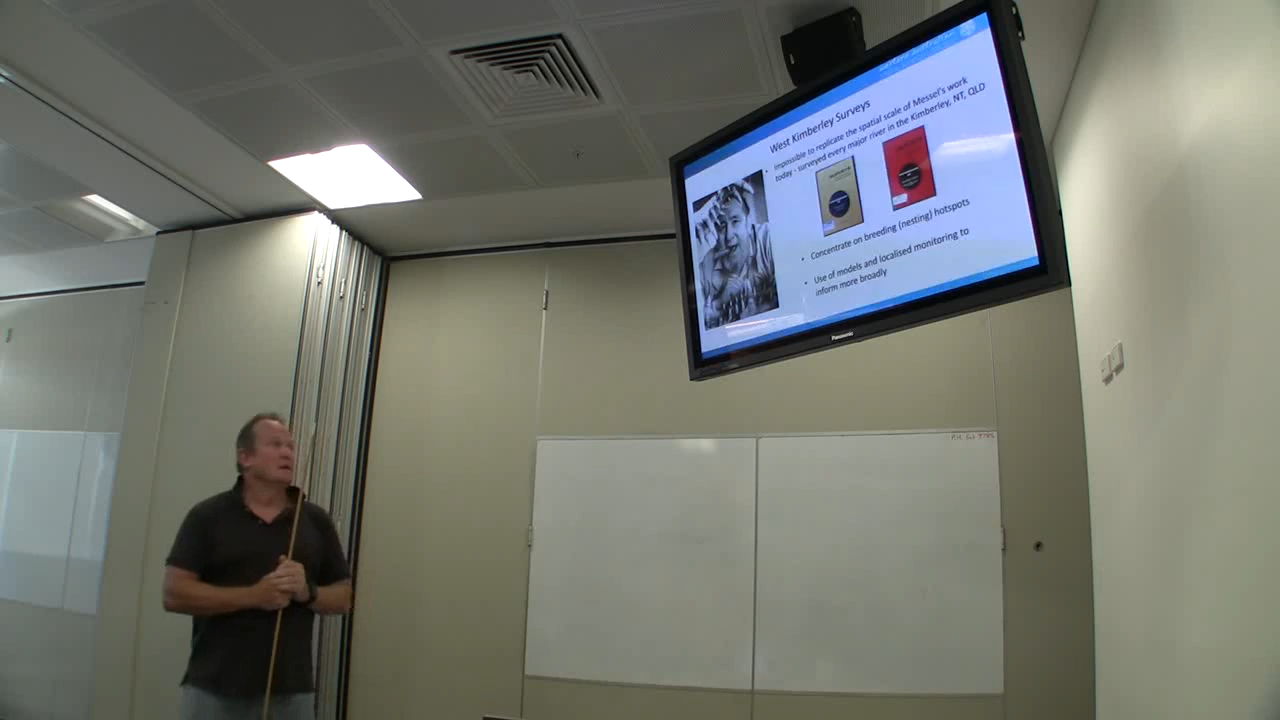 West Kimberley Surveys
• Impossible to replicate the spatial scale of Messel's work
today - surveyed every major river in the Kimberley, NT, QLD
• Concentrate on breeding (nesting) hotspots
• Use of models and localised monitoring to
inform more broadly
Panasonic